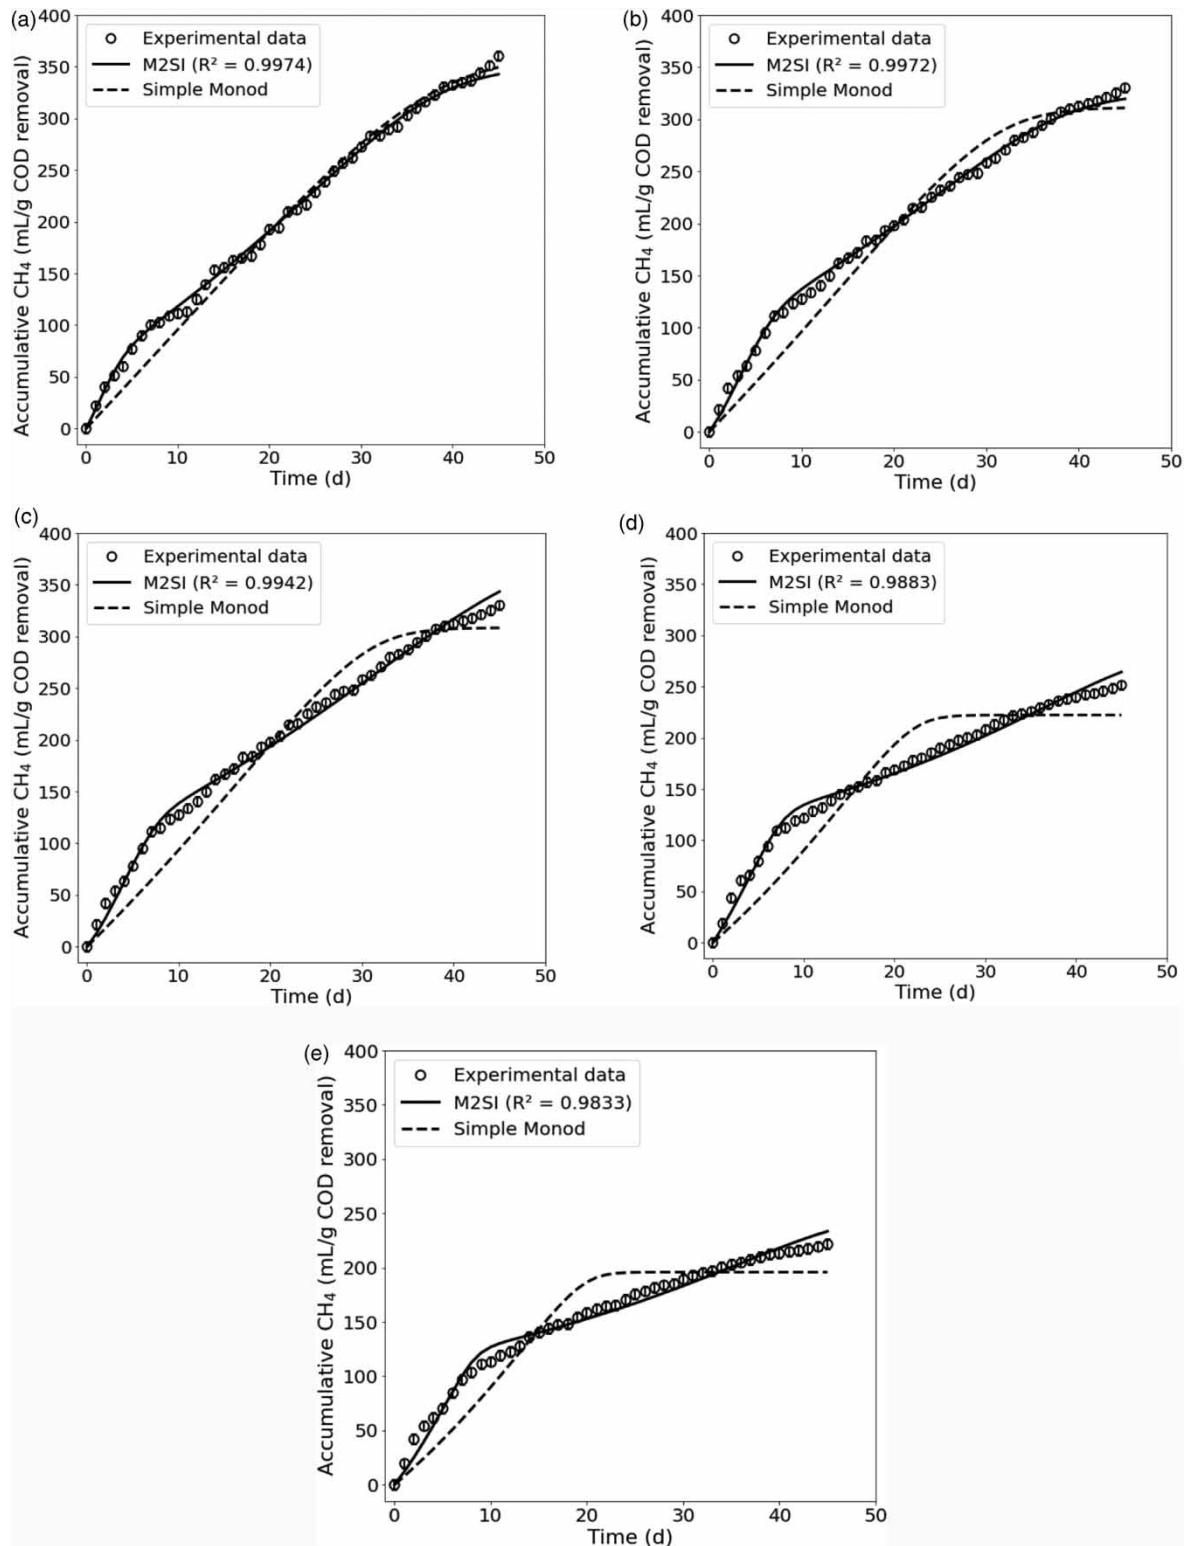 (a)
400
350
300
250
200
150
100
50
0
Accumulative CH₄ (mL/g COD removal)
Experimental data
M2SI (R² = 0.9974)
Simple Monod
0 10 20 30 40 50
Time (d)
(b)
400
350
300
250
200
150
100
50
0
Accumulative CH₄ (mL/g COD removal)
Experimental data
M2SI (R² = 0.9972)
Simple Monod
0 10 20 30 40 50
Time (d)
(c)
400
350
300
250
200
150
100
50
0
Accumulative CH₄ (mL/g COD removal)
Experimental data
M2SI (R² = 0.9942)
Simple Monod
0 10 20 30 40 50
Time (d)
(d)
400
350
300
250
200
150
100
50
0
Accumulative CH₄ (mL/g COD removal)
Experimental data
M2SI (R² = 0.9883)
Simple Monod
0 10 20 30 40 50
Time (d)
(e)
400
350
300
250
200
150
100
50
0
Accumulative CH₄ (mL/g COD removal)
Experimental data
M2SI (R² = 0.9833)
Simple Monod
0 10 20 30 40 50
Time (d)